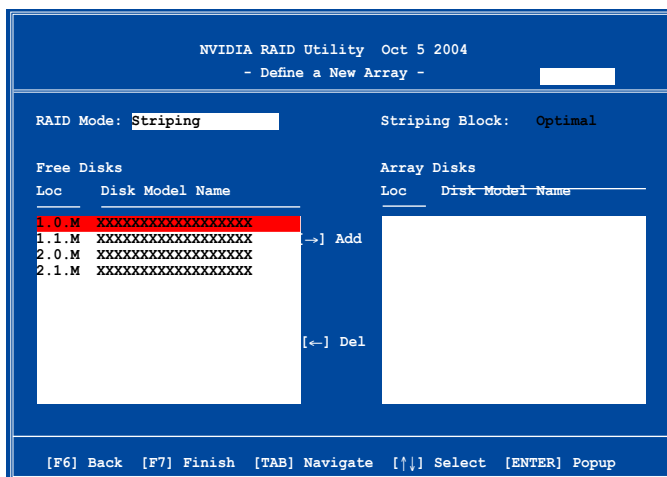 NVIDIA RAID Utility  Oct 5 2004
- Define a New Array -
RAID Mode: Striping  Striping Block:  Optimal
Free Disks  Array Disks
Loc  Disk Model Name  Loc  Disk Model Name
1.0.M  XXXXXXXXXXXXXXXXXX
1.1.M  XXXXXXXXXXXXXXXXXX  [→] Add
2.0.M  XXXXXXXXXXXXXXXXXX
2.1.M  XXXXXXXXXXXXXXXXXX
[←] Del
[F6] Back  [F7] Finish  [TAB] Navigate  [↑↓] Select  [ENTER] Popup